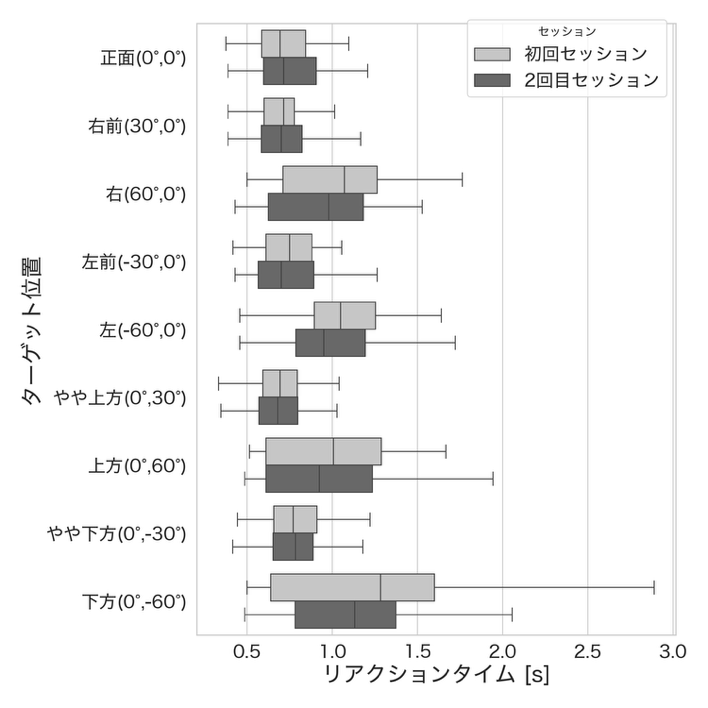 セッション
初回セッション
2回目セッション
正面(0°,0°)
右前(30°,0°)
右(60°,0°)
左前(-30°,0°)
左(-60°,0°)
やや上方(0°,30°)
上方(0°,60°)
やや下方(0°,-30°)
下方(0°,-60°)
ターゲット位置
0.5 1.0 1.5 2.0 2.5 3.0
リアクションタイム [s]